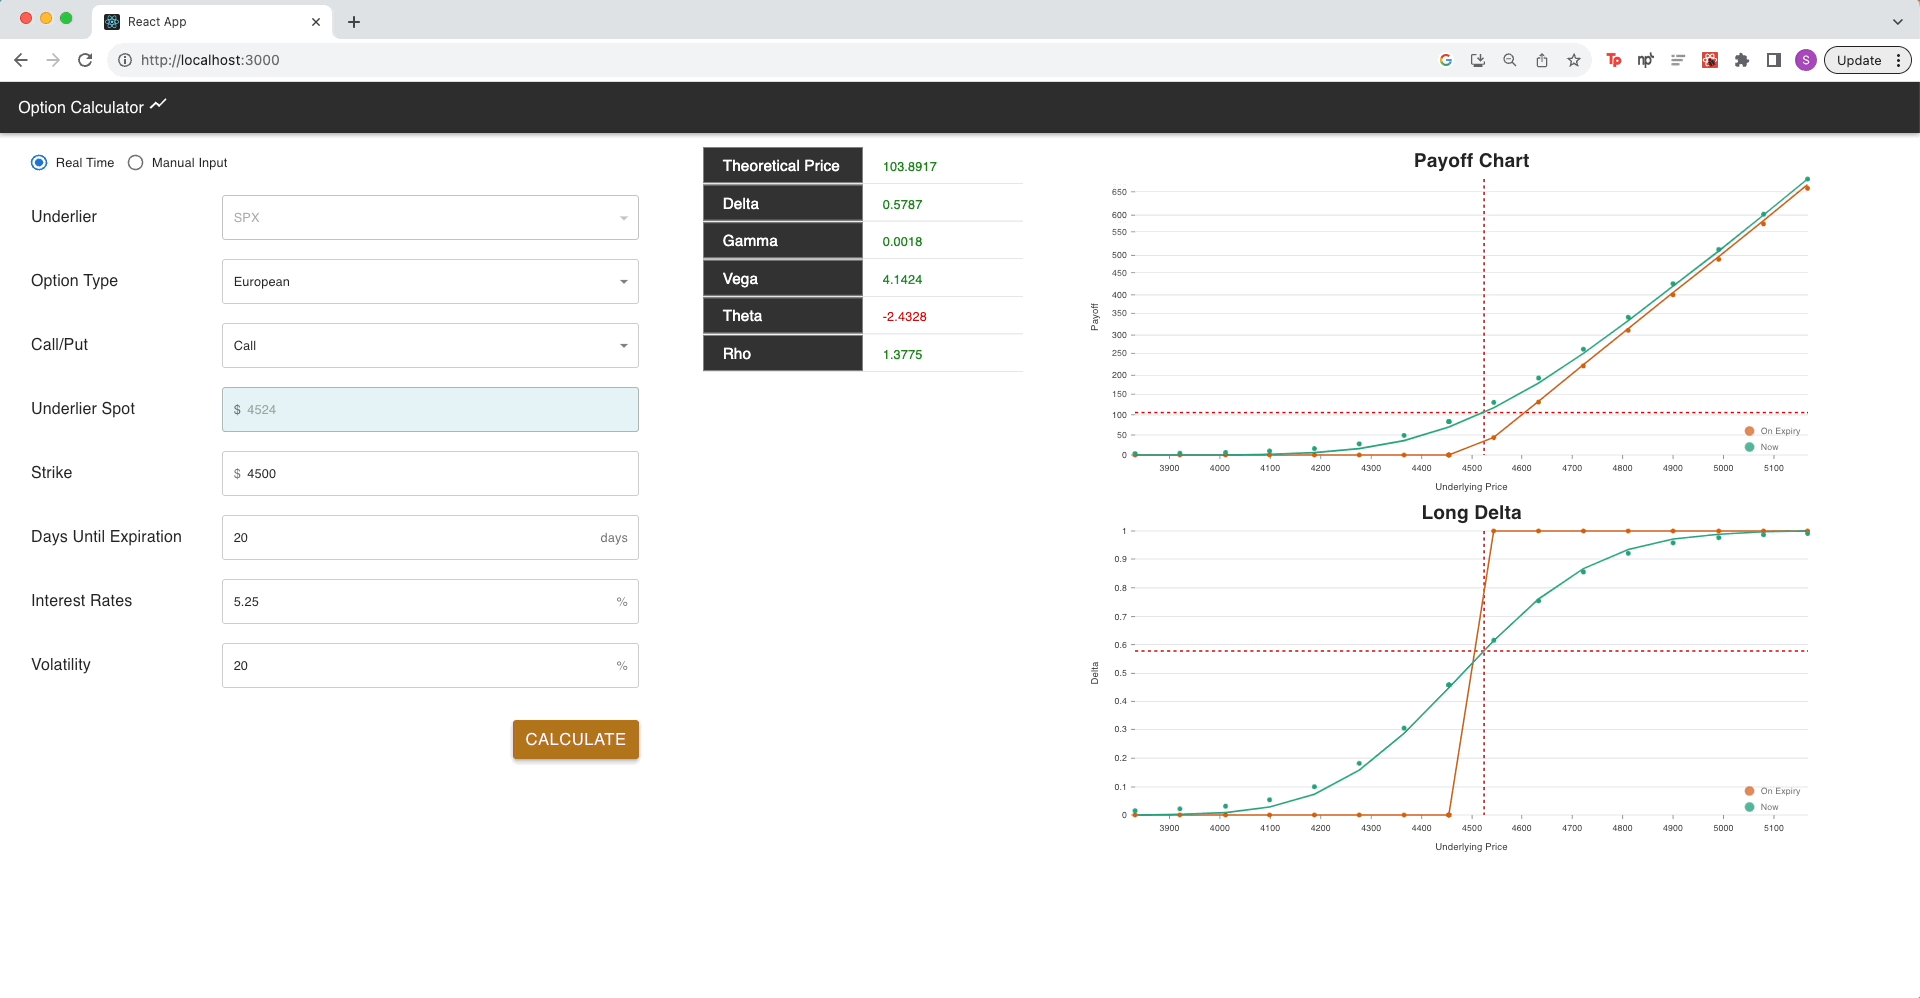 React App
http://localhost:3000
Tp
np
S
Update
Option Calculator
Real Time
Manual Input
Underlier
SPX
Option Type
European
Call/Put
Call
Underlier Spot
$ 4524
Strike
$ 4500
Days Until Expiration
20
days
Interest Rates
5.25
%
Volatility
20
%
CALCULATE
Theoretical Price 103.8917
Delta 0.5787
Gamma 0.0018
Vega 4.1424
Theta -2.4328
Rho 1.3775
Payoff Chart
650
600
550
500
450
400
350
300
250
200
150
100
50
0
Payoff
3900 4000 4100 4200 4300 4400 4500 4600 4700 4800 4900 5000 5100
Underlying Price
On Expiry
Now
Long Delta
1
0.9
0.8
0.7
0.6
0.5
0.4
0.3
0.2
0.1
0
Delta
3900 4000 4100 4200 4300 4400 4500 4600 4700 4800 4900 5000 5100
Underlying Price
On Expiry
Now